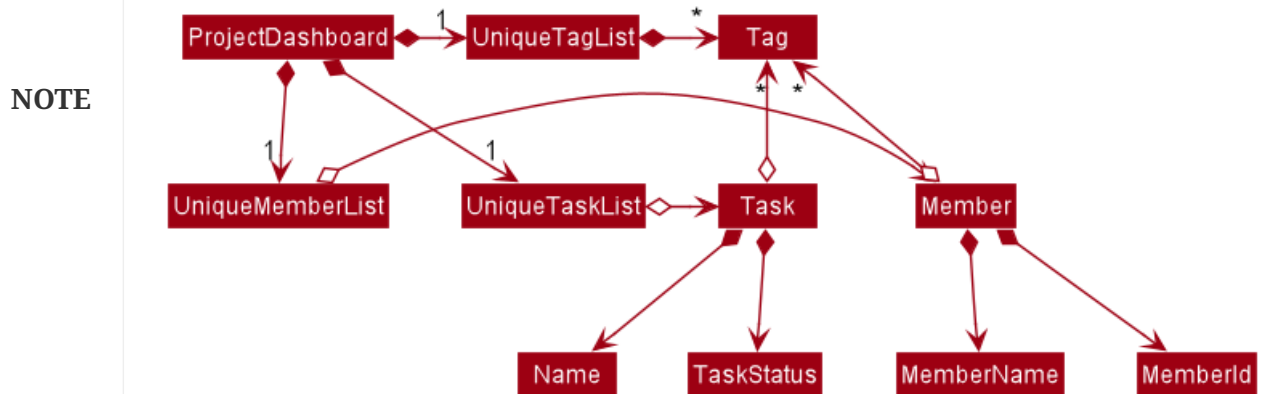 ProjectDashboard 1 UniqueTagList * Tag
NOTE
* *
1 1
UniqueMemberList UniqueTaskList Task Member
Name TaskStatus MemberName MemberId